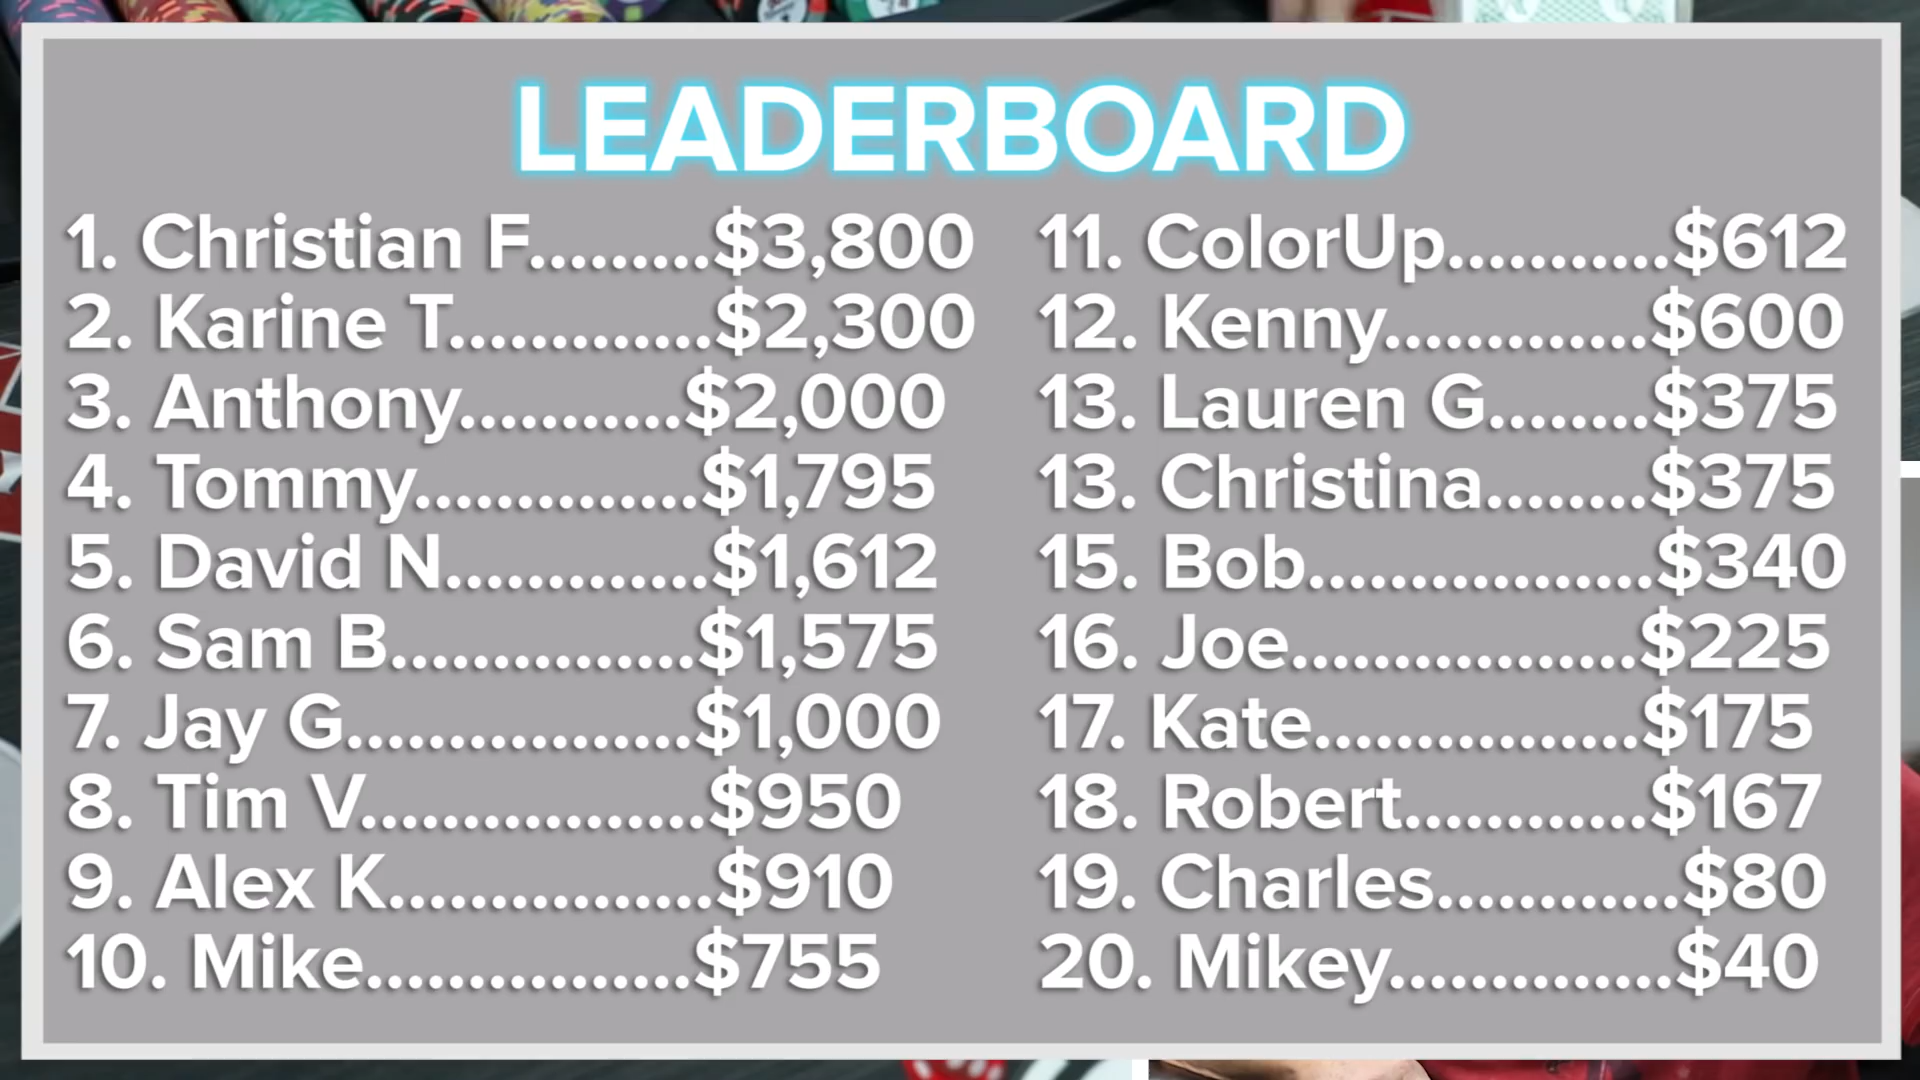 LEADERBOARD
1. Christian F.........$3,800
2. Karine T.............$2,300
3. Anthony...........$2,000
4. Tommy..............$1,795
5. David N.............$1,612
6. Sam B...............$1,575
7. Jay G.................$1,000
8. Tim V.................$950
9. Alex K................$910
10. Mike................$755
11. ColorUp...........$612
12. Kenny.............$600
13. Lauren G........$375
13. Christina........$375
15. Bob.................$340
16. Joe.................$225
17. Kate................$175
18. Robert............$167
19. Charles............$80
20. Mikey..............$40